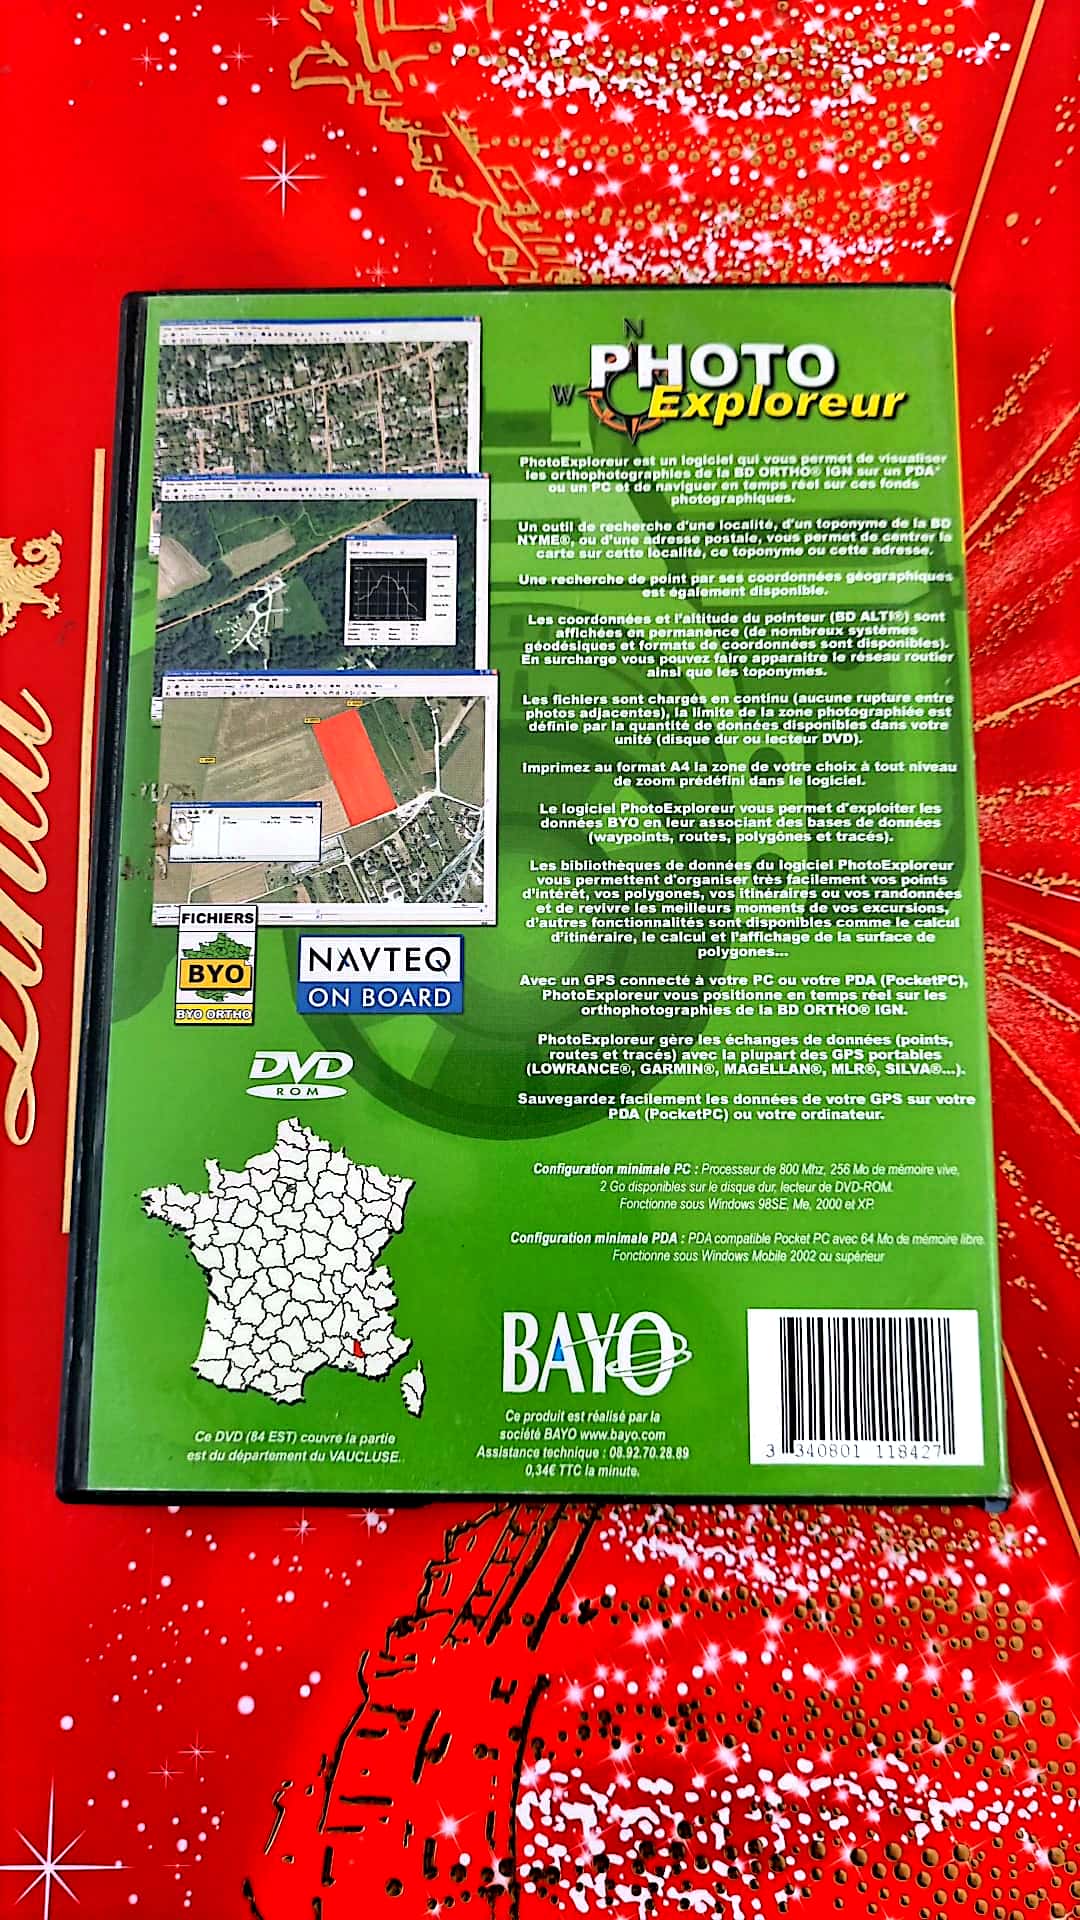 N
W
PHOTO
Exploreur
PhotoExploreur est un logiciel qui vous permet de visualiser
les orthophotographies de la BD ORTHO® IGN sur un PDA*
ou un PC et de naviguer en temps réel sur ces fonds
photographiques.
Un outil de recherche d'une localité, d'un toponyme de la BD
NYME®, ou d'une adresse postale, vous permet de centrer la
carte sur cette localité, ce toponyme ou cette adresse.
Une recherche de point par ses coordonnées géographiques
est également disponible.
Les coordonnées et l'altitude du pointeur (BD ALTI®) sont
affichées en permanence (de nombreux systèmes
géodésiques et formats de coordonnées sont disponibles).
En surcharge vous pouvez faire apparaitre le réseau routier
ainsi que les toponymes.
Les fichiers sont chargés en continu (aucune rupture entre
photos adjacentes), la limite de la zone photographiée est
définie par la quantité de données disponibles dans votre
unité (disque dur ou lecteur DVD).
Imprimez au format A4 la zone de votre choix à tout niveau
de zoom prédéfini dans le logiciel.
Le logiciel PhotoExploreur vous permet d'exploiter les
données BYO en leur associant des bases de données
(waypoints, routes, polygónes et tracés).
Les bibliothèques de données du logiciel PhotoExploreur
vous permettent d'organiser très facilement vos points
d'intérêt, vos polygones, vos itinéraires ou vos randonnées
et de revivre les meilleurs moments de vos excursions,
d'autres fonctionnalités sont disponibles comme le calcul
d'itinéraire, le calcul et l'affichage de la surface de
polygones...
Avec un GPS connecté à votre PC ou votre PDA (PocketPC),
PhotoExploreur vous positionne en temps réel sur les
orthophotographies de la BD ORTHO® IGN.
PhotoExploreur gère les échanges de données (points,
routes et tracés) avec la plupart des GPS portables
(LOWRANCE®, GARMIN®, MAGELLAN®, MLR®, SILVA®...).
Sauvegardez facilement les données de votre GPS sur votre
PDA (PocketPC) ou votre ordinateur.
Configuration minimale PC : Processeur de 800 Mhz, 256 Mo de mémoire vive,
2 Go disponibles sur le disque dur, lecteur de DVD-ROM.
Fonctionne sous Windows 98SE, Me, 2000 et XP.
Configuration minimale PDA : PDA compatible Pocket PC avec 64 Mo de mémoire libre.
Fonctionne sous Windows Mobile 2002 ou supérieur
FICHIERS
BYO
BYO ORTHO
NAVTEQ
ON BOARD
DVD
ROM
Ce DVD (84 EST) couvre la partie
est du département du VAUCLUSE.
BAYO
Ce produit est réalisé par la
société BAYO www.bayo.com
Assistance technique : 08.92.70.28.89
0,34€ TTC la minute.
3 340801 118427
Lindt